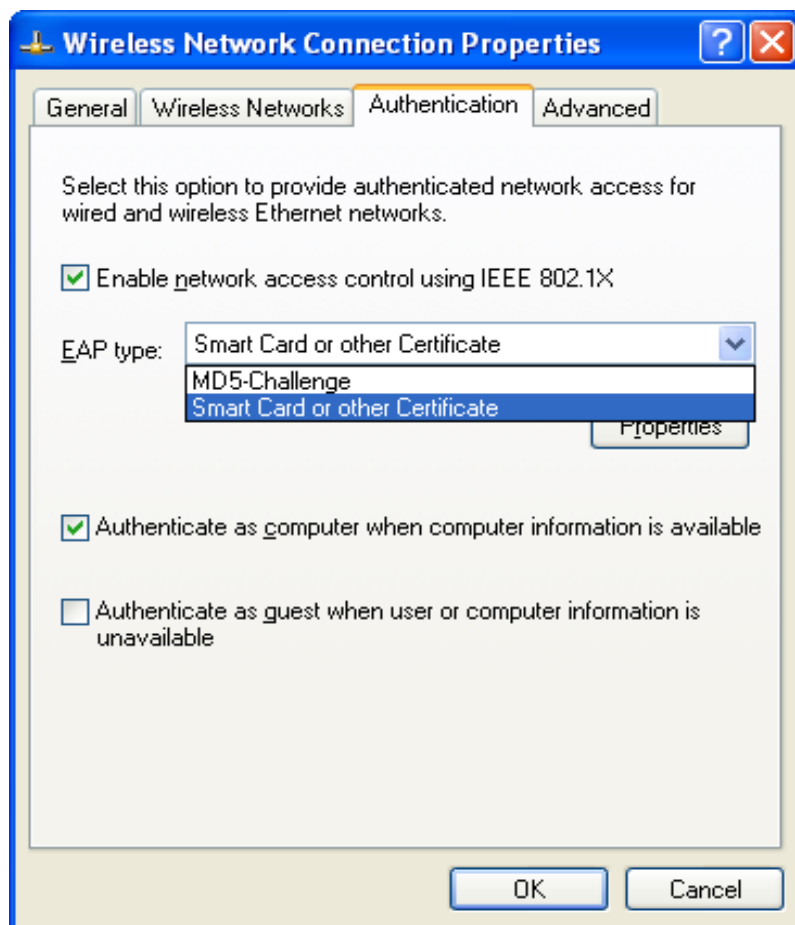 Wireless Network Connection Properties
General Wireless Networks Authentication Advanced
Select this option to provide authenticated network access for
wired and wireless Ethernet networks.
Enable network access control using IEEE 802.1X
EAP type: Smart Card or other Certificate
MD5-Challenge
Smart Card or other Certificate
Properties
Authenticate as computer when computer information is available
Authenticate as guest when user or computer information is
unavailable
OK Cancel